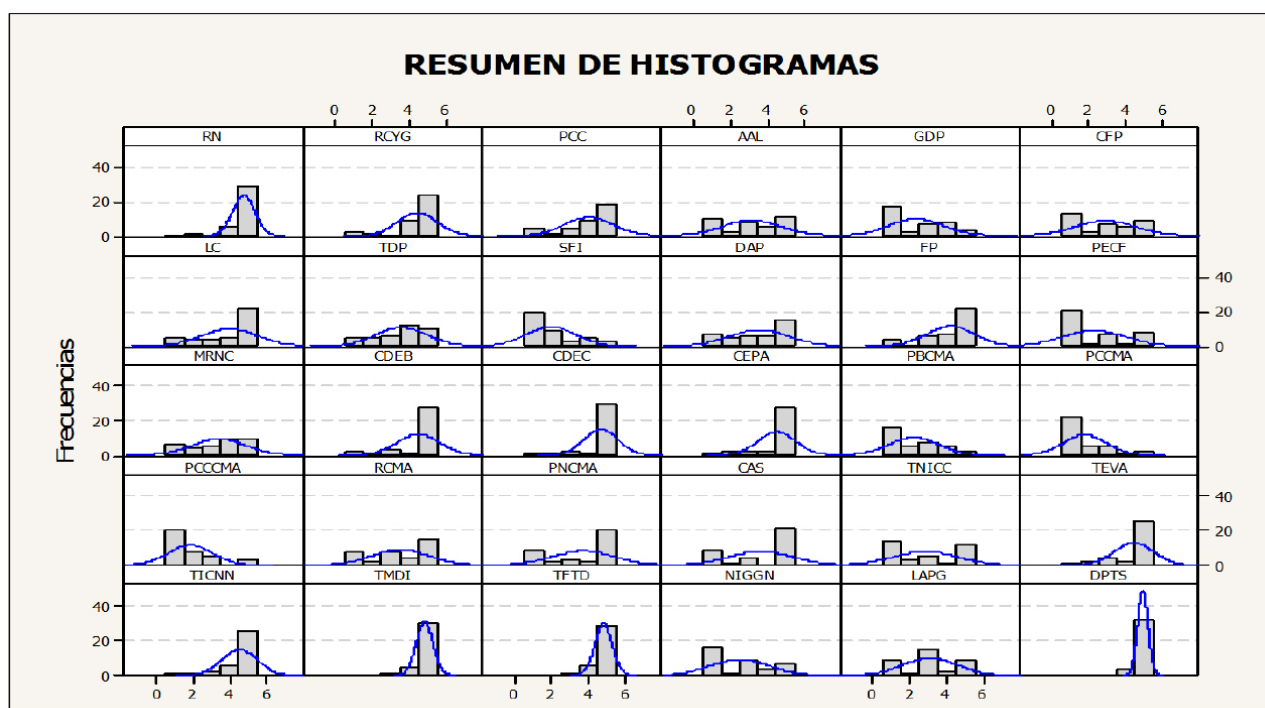 RESUMEN DE HISTOGRAMAS
0 2 4 6 0 2 4 6 0 2 4 6
RN RCYG PCC AAL GDP CFP
40
20
0
LC TDP SFI DAP FP PECF
40
20
0
MRNC CDEB CDEC CEPA PBCMA PCCMA
40
20
0
PCCCMA RCMA PNCMA CAS TNICC TEVA
40
20
0
TICNN TMDI TFTD NIGGN LAPG DPTS
40
20
0
0 2 4 6 0 2 4 6 0 2 4 6
Frecuencias